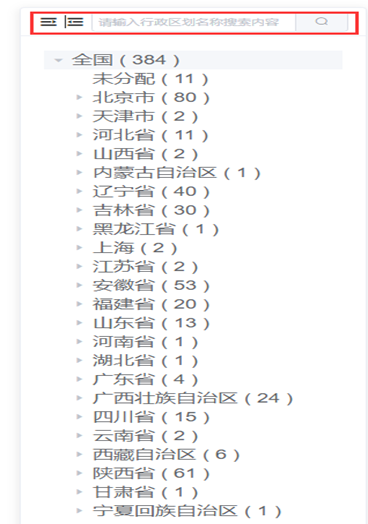 请输入行政区划名称搜索内容
全国(384)
未分配(11)
北京市(80)
天津市(2)
河北省(11)
山西省(2)
内蒙古自治区(1)
辽宁省(40)
吉林省(30)
黑龙江省(1)
上海(2)
江苏省(2)
安徽省(53)
福建省(20)
山东省(13)
河南省(1)
湖北省(1)
广东省(4)
广西壮族自治区(24)
四川省(15)
云南省(2)
西藏自治区(6)
陕西省(61)
甘肃省(1)
宁夏回族自治区(1)